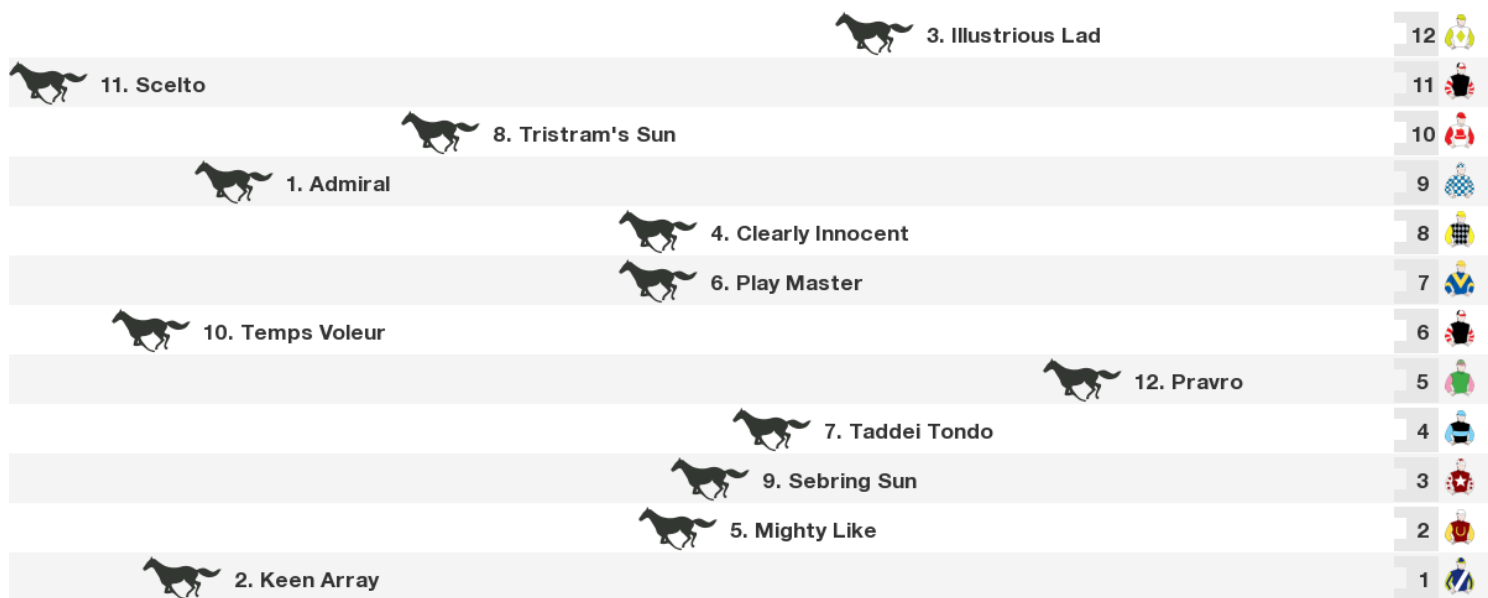 3. Illustrious Lad 12
11. Scelto 11
8. Tristram's Sun 10
1. Admiral 9
4. Clearly Innocent 8
6. Play Master 7
10. Temps Voleur 6
12. Pravro 5
7. Taddei Tondo 4
9. Sebring Sun 3
5. Mighty Like 2
2. Keen Array 1